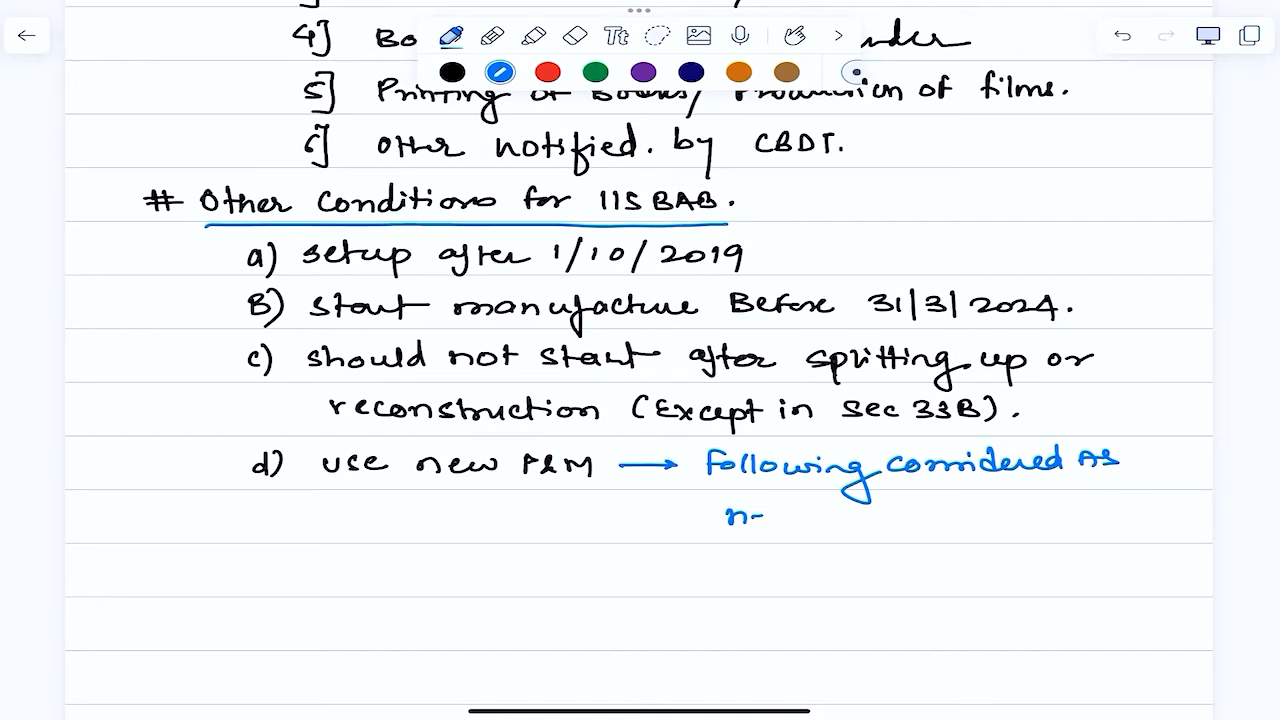 4] Bo
5] Printing of Books/ Production of films.
6] Other notified. by CBDT.
# Other Conditions for 115 BAB.
a) setup after 1/10/2019
B) start manufacture Before 31/3/2024.
c) should not start after splitting up or
reconstruction (Except in sec 33B).
d) use new P&M → Following considered As
n